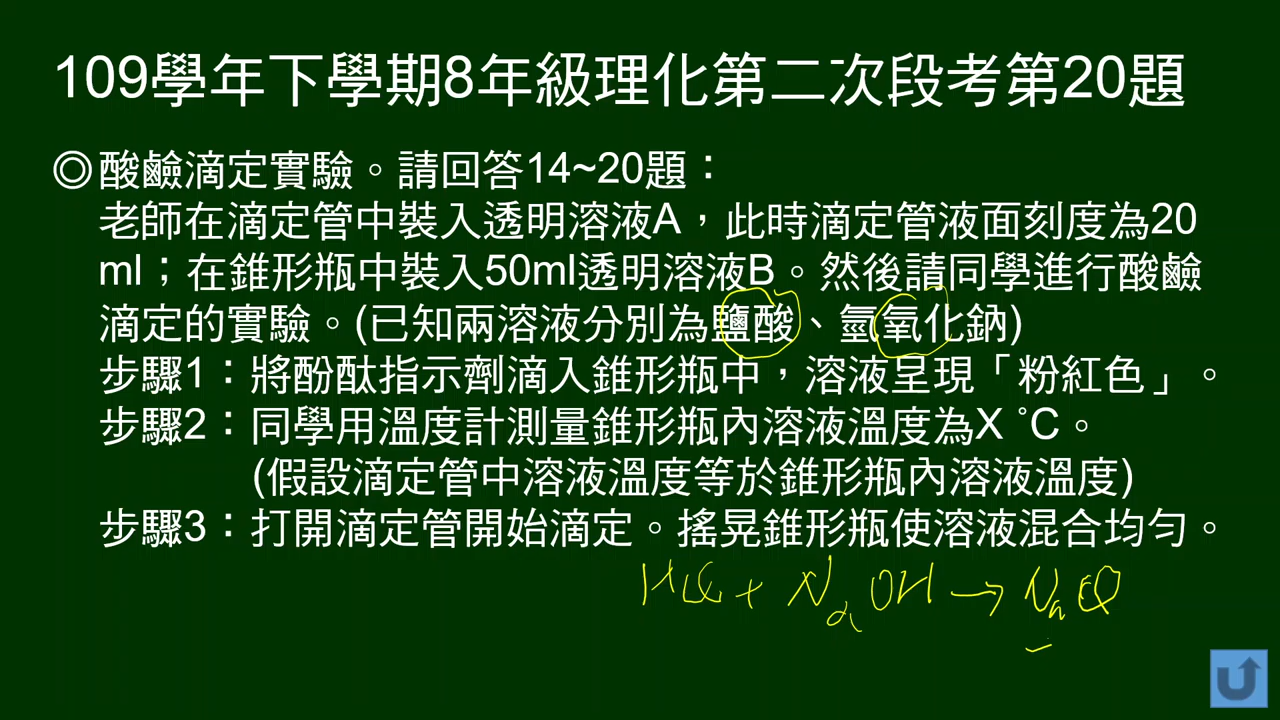 109學年下學期8年級理化第二次段考第20題
◎酸鹼滴定實驗。請回答14~20題：
老師在滴定管中裝入透明溶液A，此時滴定管液面刻度為20
ml；在錐形瓶中裝入50ml透明溶液B。然後請同學進行酸鹼
滴定的實驗。(已知兩溶液分別為鹽酸、氫氧化鈉)
步驟1：將酚酞指示劑滴入錐形瓶中，溶液呈現「粉紅色」。
步驟2：同學用溫度計測量錐形瓶內溶液溫度為X ℃。
(假設滴定管中溶液溫度等於錐形瓶內溶液溫度)
步驟3：打開滴定管開始滴定。搖晃錐形瓶使溶液混合均勻。
HCl + NaOH → NaCl